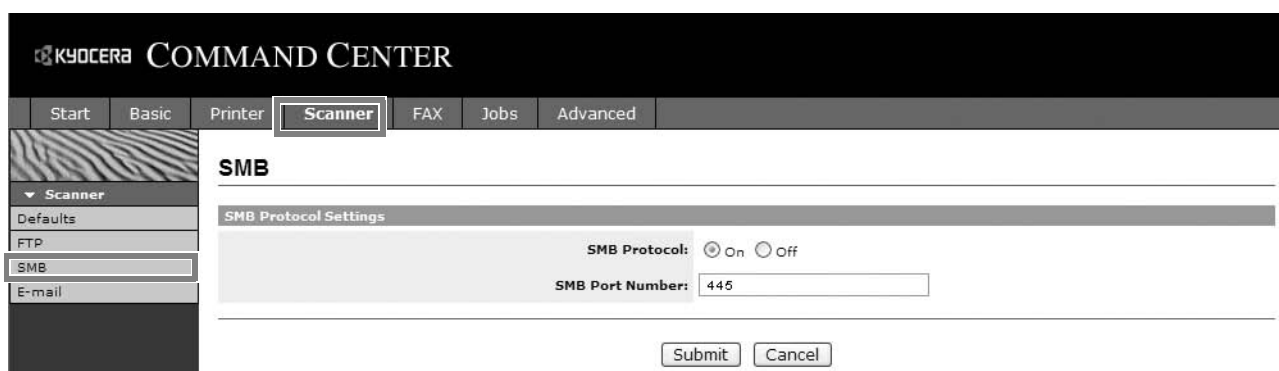 KYOCERA COMMAND CENTER
Start Basic Printer Scanner FAX Jobs Advanced
SMB
Scanner
Defaults
FTP
SMB
E-mail
SMB Protocol Settings
SMB Protocol: On Off
SMB Port Number: 445
Submit Cancel